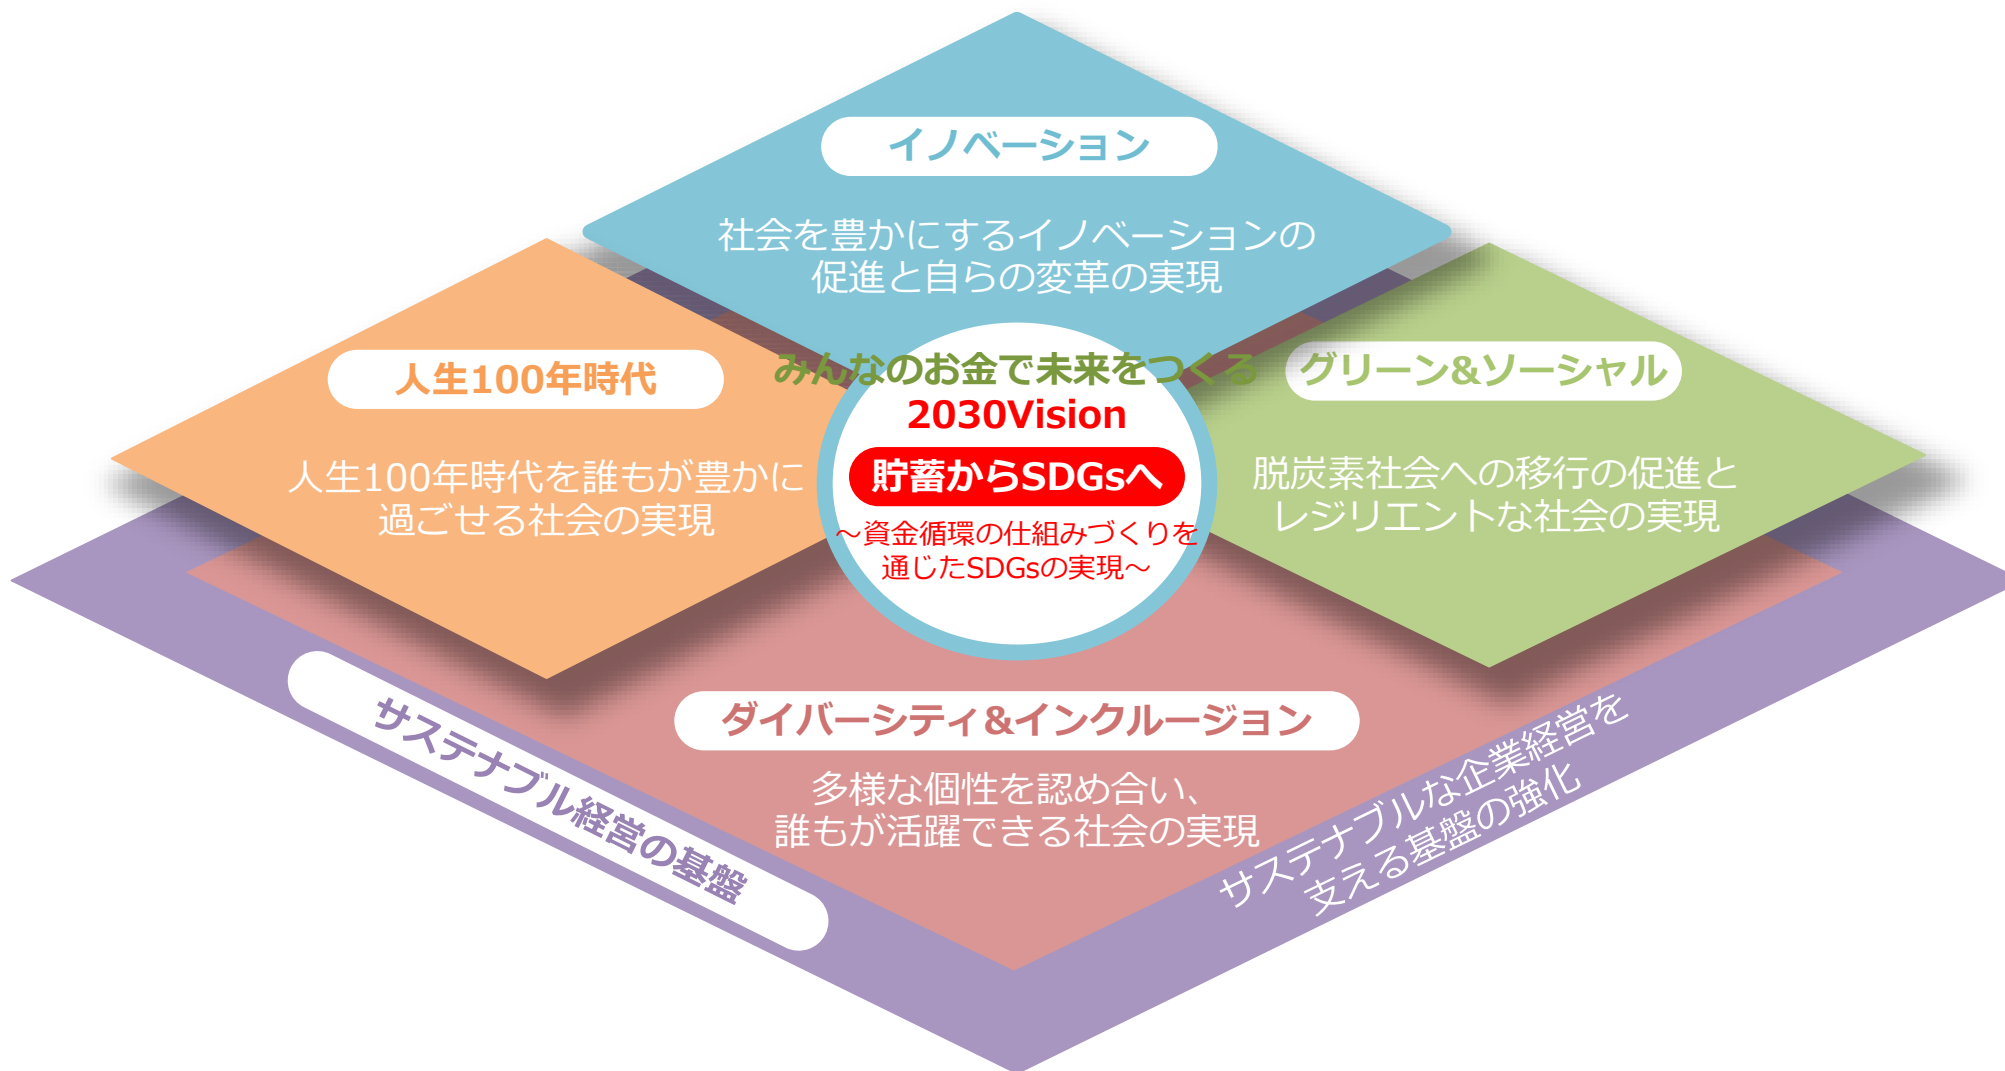 イノベーション
社会を豊かにするイノベーションの
促進と自らの変革の実現
人生100年時代
人生100年時代を誰もが豊かに
過ごせる社会の実現
みんなのお金で未来をつくる
2030Vision
貯蓄からSDGsへ
～資金循環の仕組みづくりを
通じたSDGsの実現～
グリーン&ソーシャル
脱炭素社会への移行の促進と
レジリエントな社会の実現
ダイバーシティ&インクルージョン
多様な個性を認め合い、
誰もが活躍できる社会の実現
サステナブル経営の基盤
サステナブルな企業経営を
支える基盤の強化